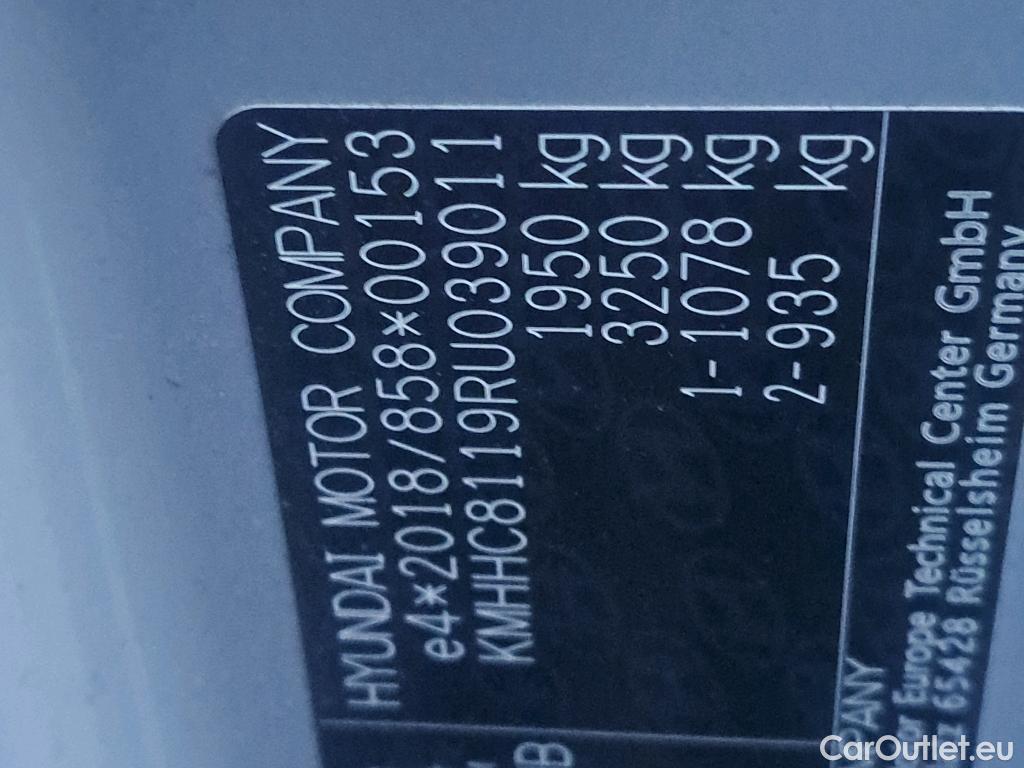 HYUNDAI MOTOR COMPANY
e4*2018/858*00153
KMHHC8119RU039011
1950 kg
3250 kg
1- 1078 kg
2- 935 kg
B
Europe Technical Center GmbH
65428 Rüsselsheim Germany
CarOutlet.eu